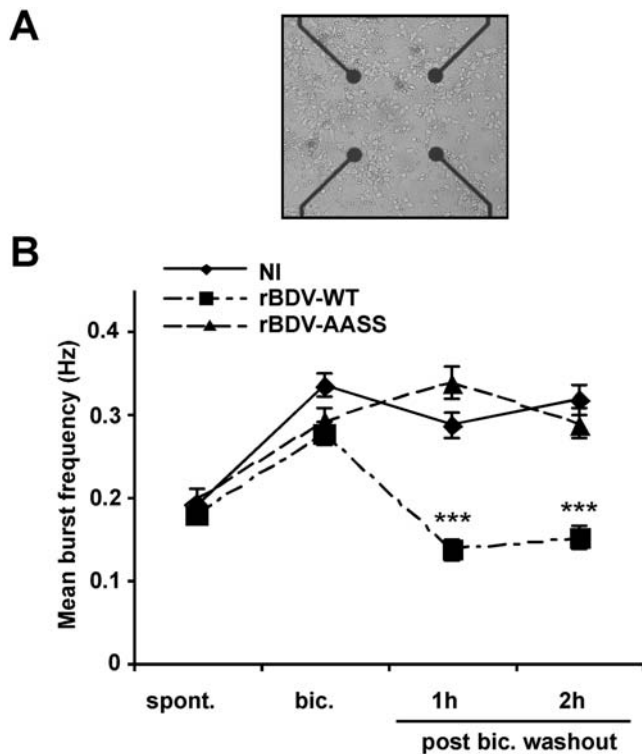 A
B
NI
rBDV-WT
rBDV-AASS
Mean burst frequency (Hz)
0.4
0.3
0.2
0.1
0
***
***
spont.
bic.
1h
2h
post bic. washout